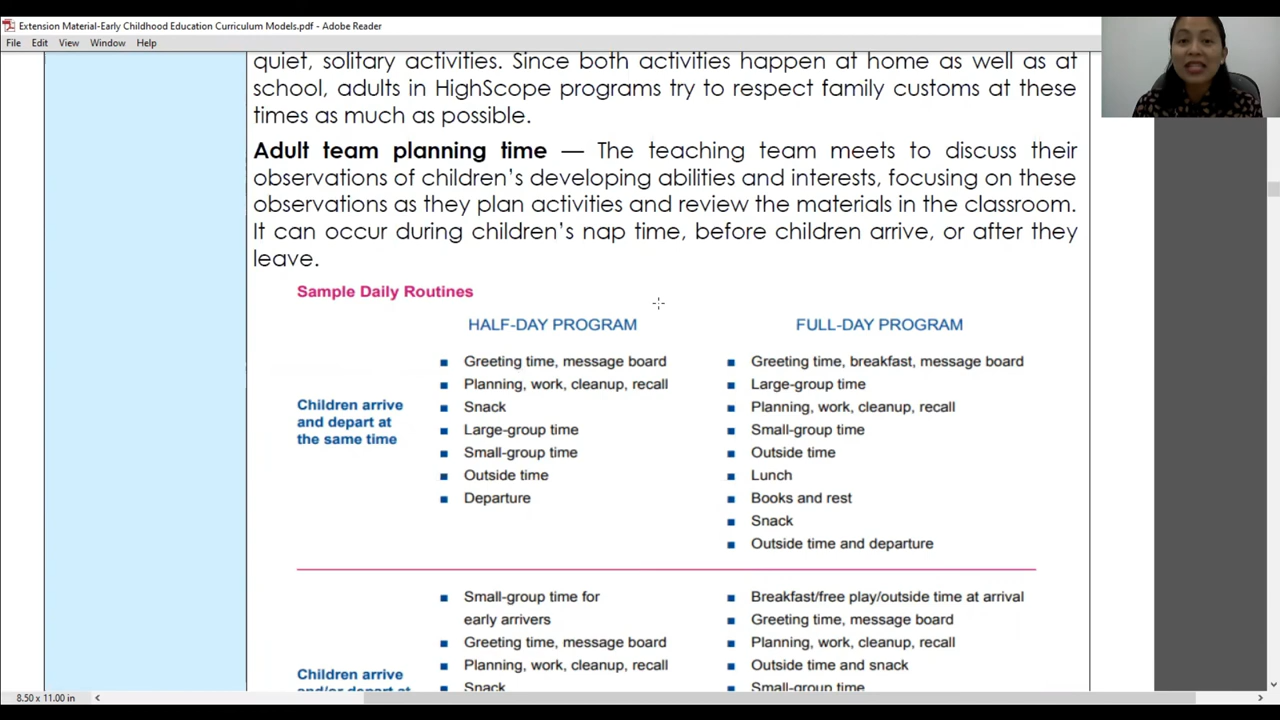 Extension Material-Early Childhood Education Curriculum Models.pdf - Adobe Reader
File Edit View Window Help
quiet, solitary activities. Since both activities happen at home as well as at
school, adults in HighScope programs try to respect family customs at these
times as much as possible.
Adult team planning time — The teaching team meets to discuss their
observations of children's developing abilities and interests, focusing on these
observations as they plan activities and review the materials in the classroom.
It can occur during children's nap time, before children arrive, or after they
leave.
Sample Daily Routines
HALF-DAY PROGRAM
FULL-DAY PROGRAM
Children arrive
and depart at
the same time
■ Greeting time, message board
■ Planning, work, cleanup, recall
■ Snack
■ Large-group time
■ Small-group time
■ Outside time
■ Departure
■ Greeting time, breakfast, message board
■ Large-group time
■ Planning, work, cleanup, recall
■ Small-group time
■ Outside time
■ Lunch
■ Books and rest
■ Snack
■ Outside time and departure
Children arrive
and/or depart at
■ Small-group time for
early arrivers
■ Greeting time, message board
■ Planning, work, cleanup, recall
■ Snack
■ Breakfast/free play/outside time at arrival
■ Greeting time, message board
■ Planning, work, cleanup, recall
■ Outside time and snack
■ Small-group time
8.50 x 11.00 in